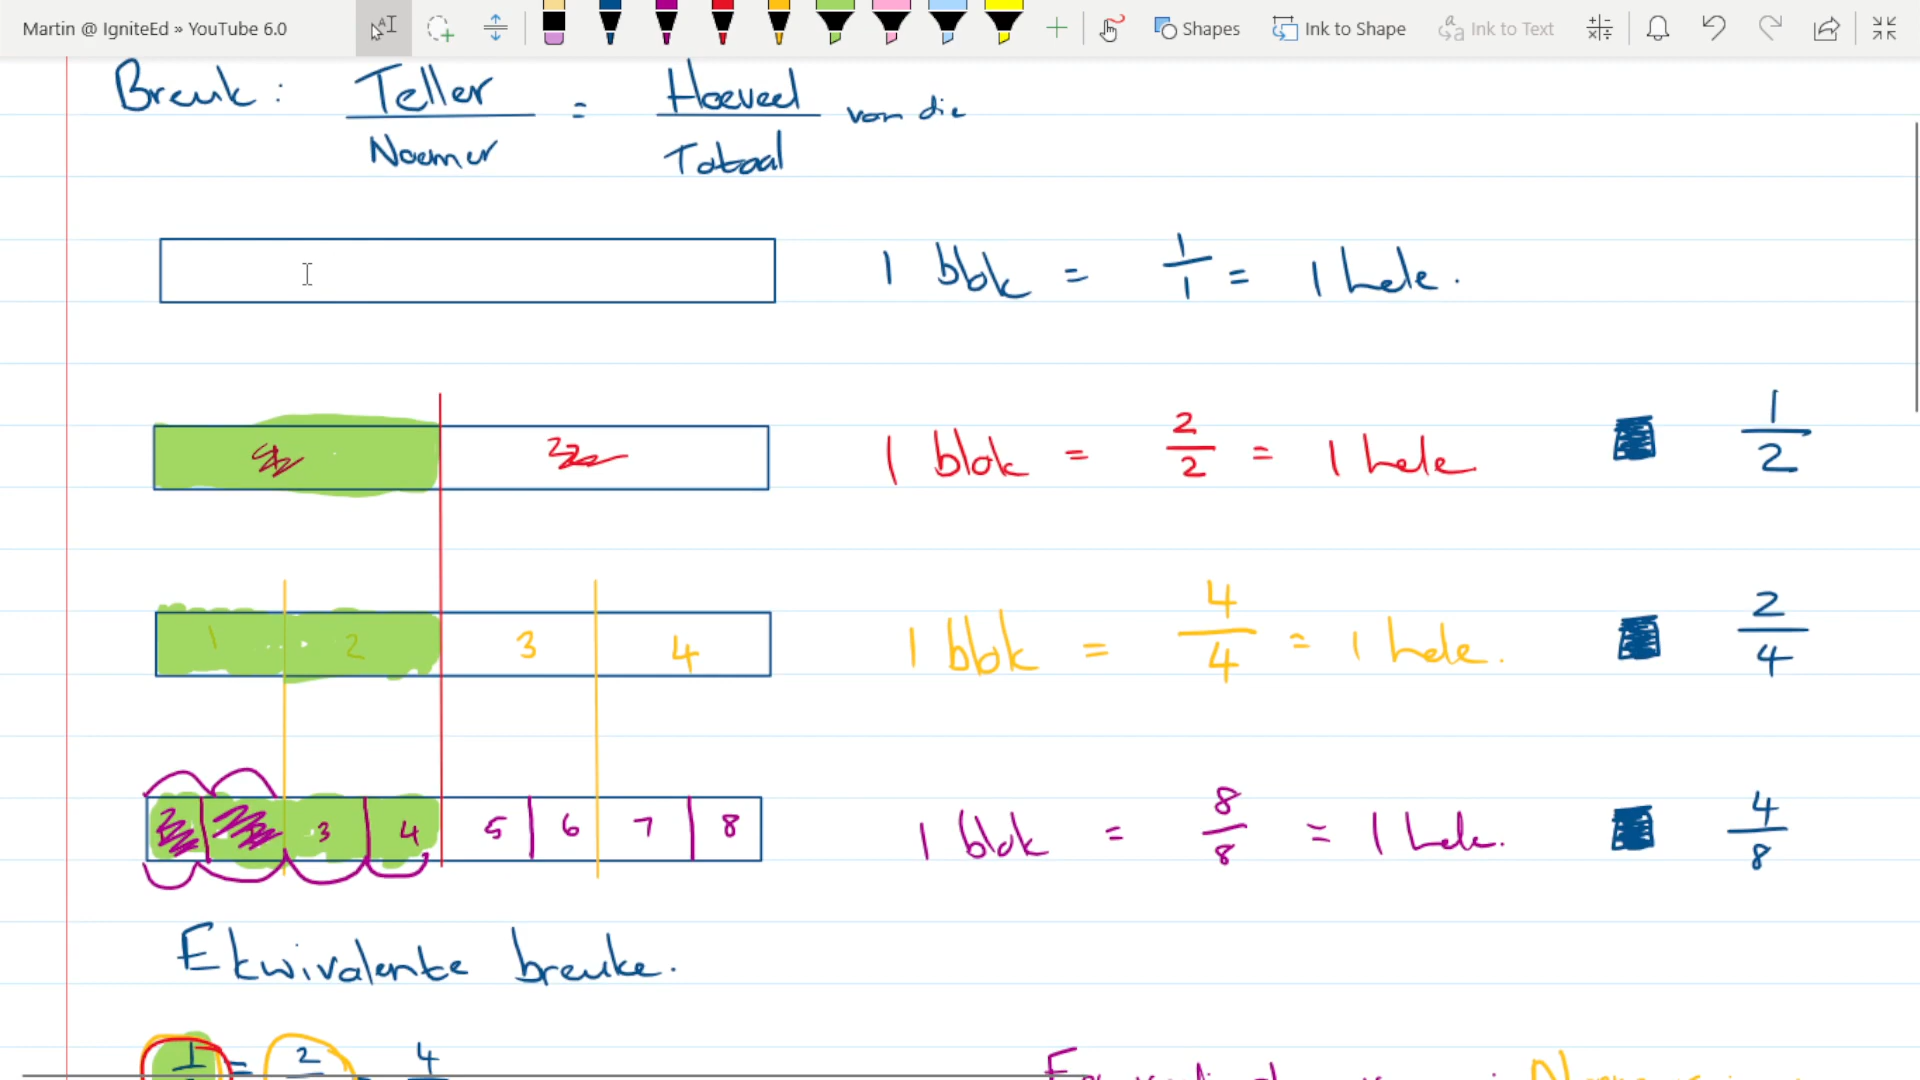 Martin @ IgniteEd » YouTube 6.0
Shapes
Ink to Shape
Ink to Text
Breuk : Teller = Hoeveel van die
Noemer Totaal
1 blok = 1/1 = 1 hele.
1 blok = 2/2 = 1 hele 1/2
1 2 3 4 1 blok = 4/4 = 1 hele. 2/4
3 4 5 6 7 8 1 blok = 8/8 = 1 hele. 4/8
Ekwivalente breuke.
1 = 2 = 4